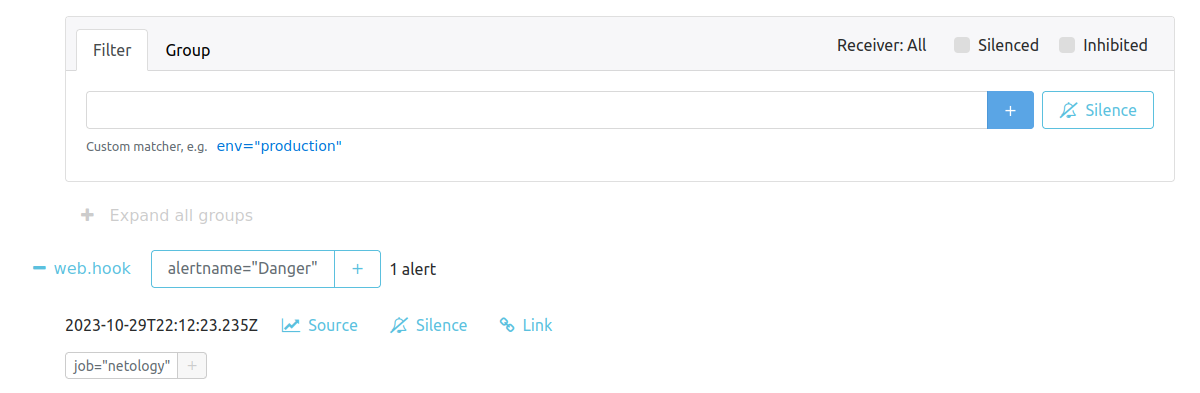 Filter Group Receiver: All Silenced Inhibited
+ Silence
Custom matcher, e.g. env="production"
+ Expand all groups
web.hook alertname="Danger" + 1 alert
2023-10-29T22:12:23.235Z Source Silence Link
job="netology" +